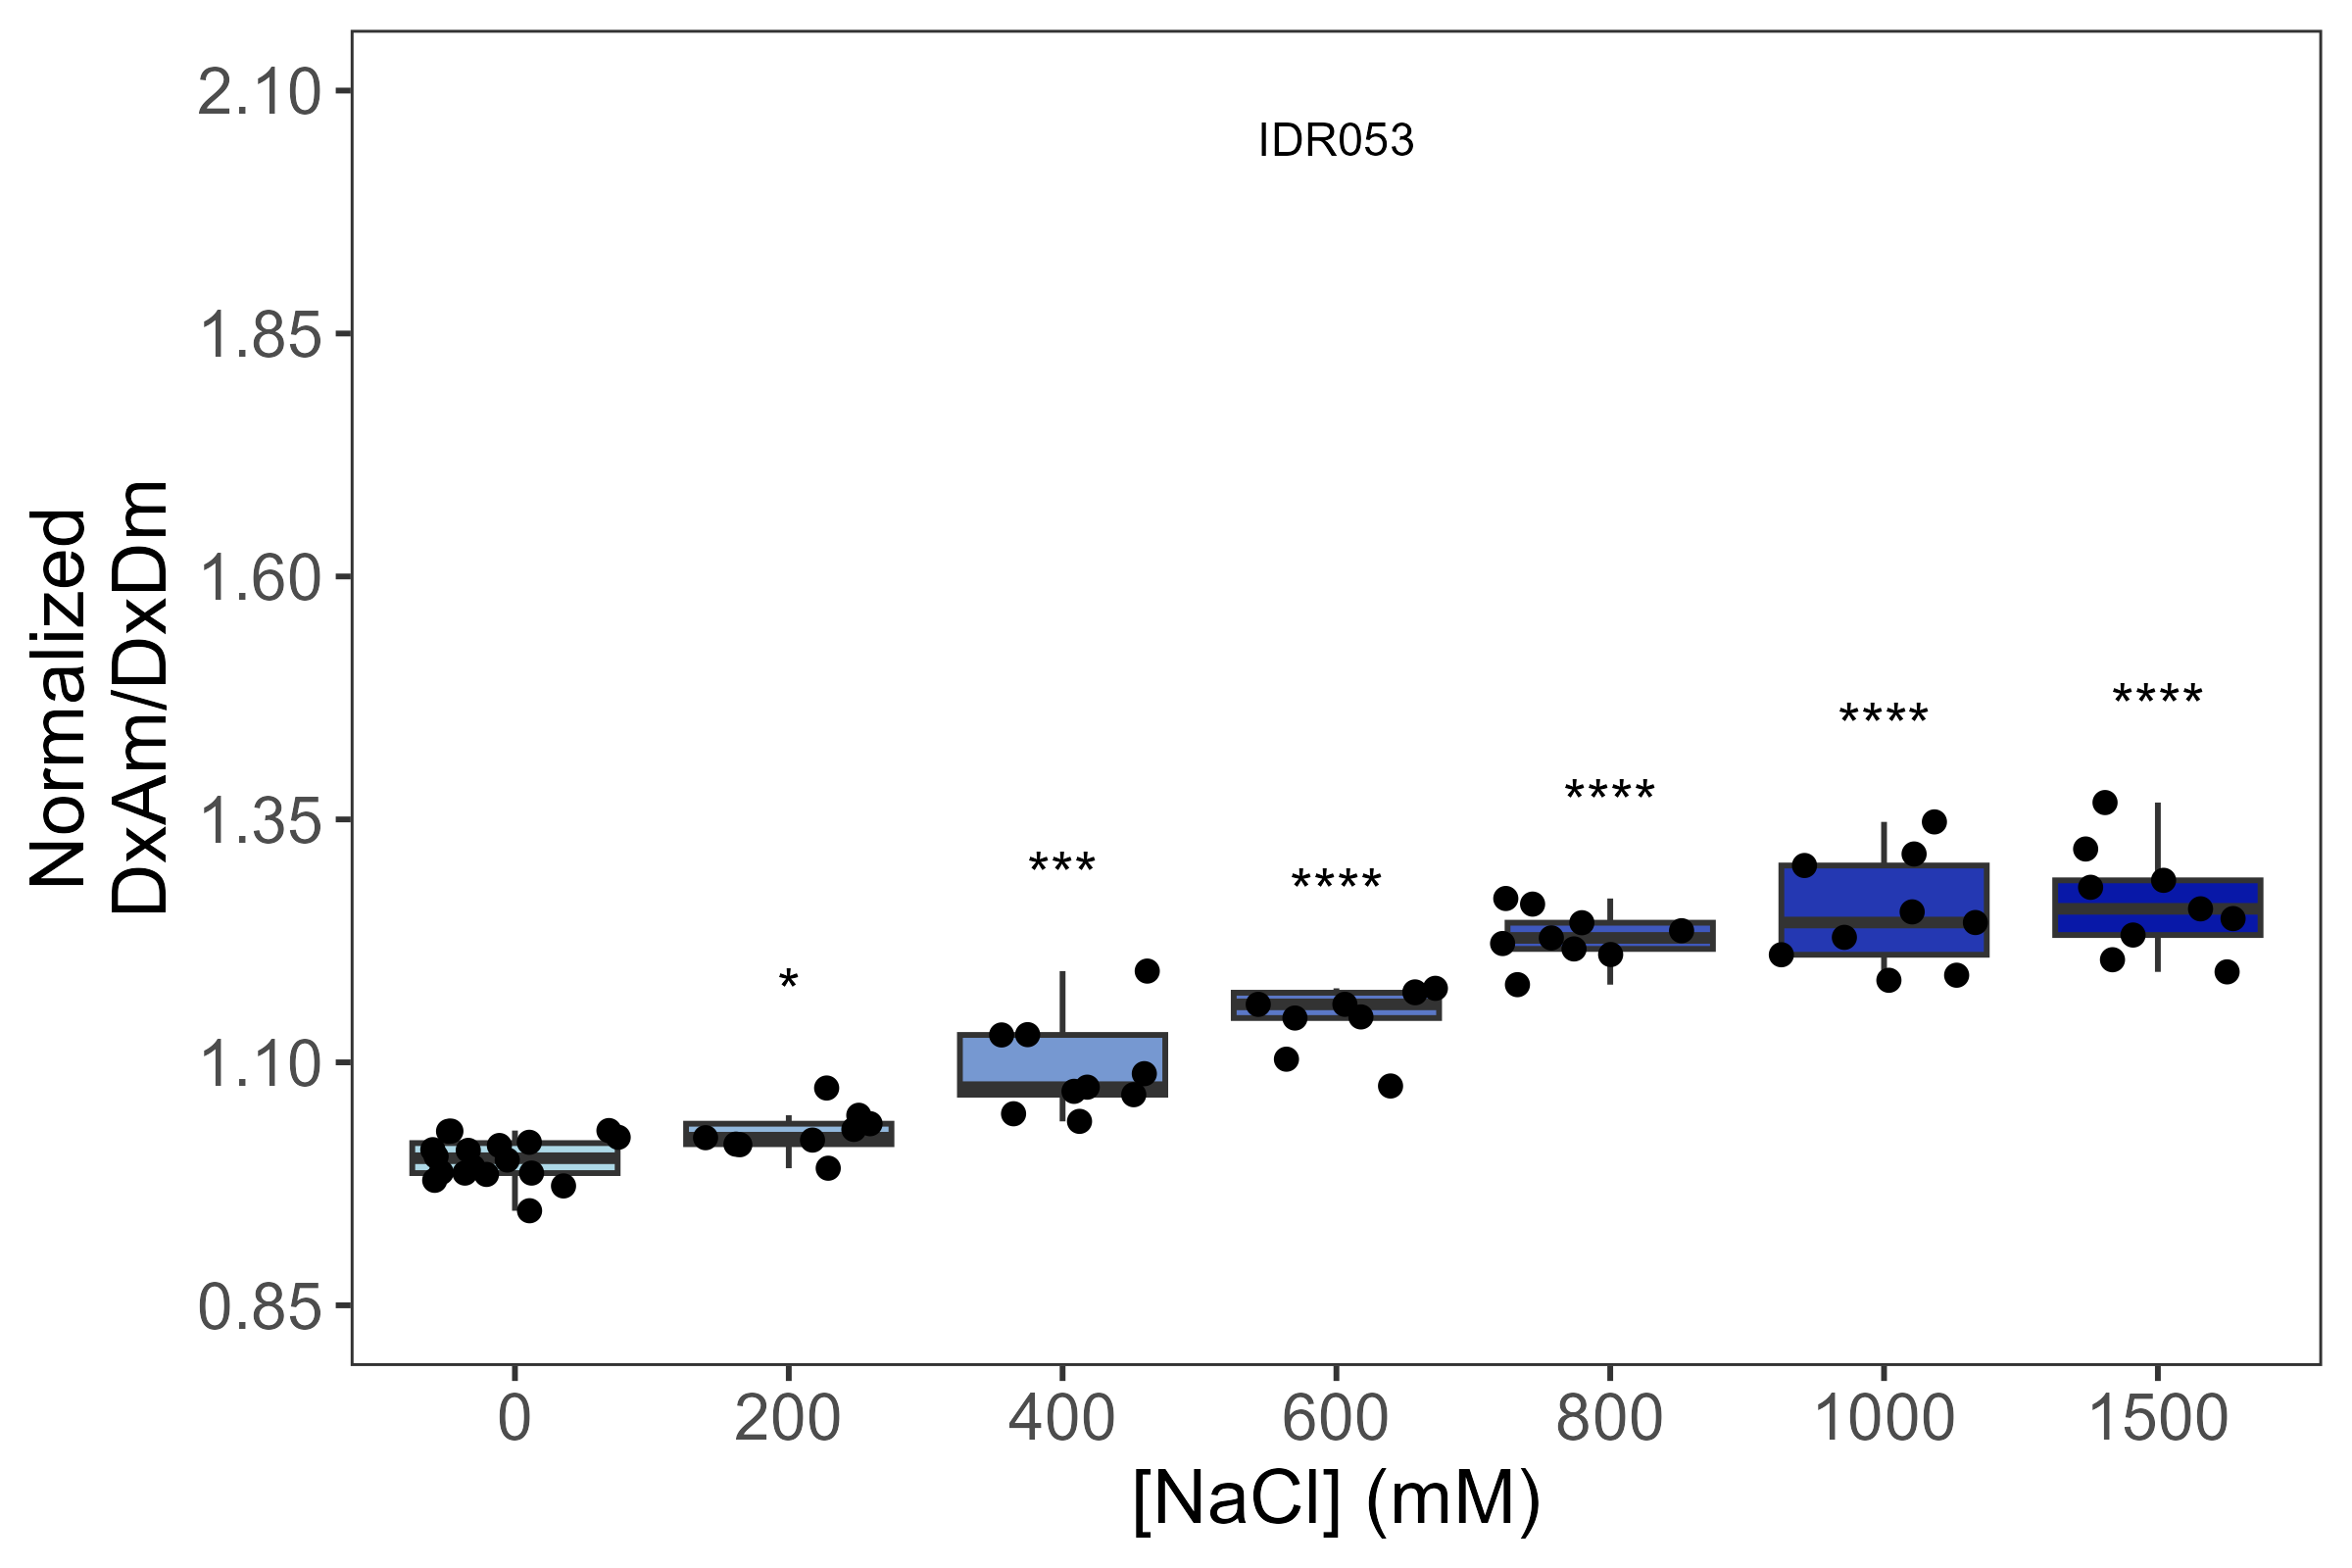 2.10
IDR053
1.85
1.60
1.35
1.10
0.85
Normalized
DxAm/DxDm
*
***
****
****
****
****
0 200 400 600 800 1000 1500
[NaCl] (mM)